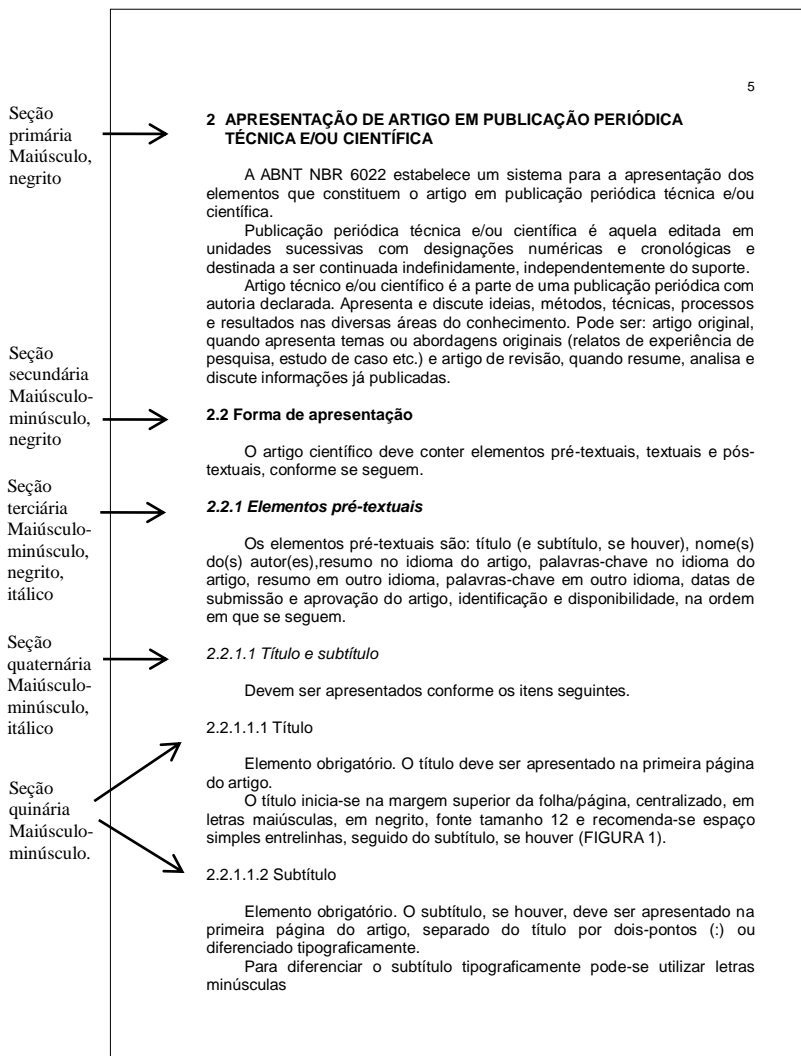 5
Seção
primária
Maiúsculo,
negrito
2 APRESENTAÇÃO DE ARTIGO EM PUBLICAÇÃO PERIÓDICA
TÉCNICA E/OU CIENTÍFICA
A ABNT NBR 6022 estabelece um sistema para a apresentação dos
elementos que constituem o artigo em publicação periódica técnica e/ou
científica.
Publicação periódica técnica e/ou científica é aquela editada em
unidades sucessivas com designações numéricas e cronológicas e
destinada a ser continuada indefinidamente, independentemente do suporte.
Artigo técnico e/ou científico é a parte de uma publicação periódica com
autoria declarada. Apresenta e discute ideias, métodos, técnicas, processos
e resultados nas diversas áreas do conhecimento. Pode ser: artigo original,
quando apresenta temas ou abordagens originais (relatos de experiência de
pesquisa, estudo de caso etc.) e artigo de revisão, quando resume, analisa e
discute informações já publicadas.
Seção
secundária
Maiúsculo-
minúsculo,
negrito
2.2 Forma de apresentação
O artigo científico deve conter elementos pré-textuais, textuais e pós-
textuais, conforme se seguem.
Seção
terciária
Maiúsculo-
minúsculo,
negrito,
itálico
2.2.1 Elementos pré-textuais
Os elementos pré-textuais são: título (e subtítulo, se houver), nome(s)
do(s) autor(es),resumo no idioma do artigo, palavras-chave no idioma do
artigo, resumo em outro idioma, palavras-chave em outro idioma, datas de
submissão e aprovação do artigo, identificação e disponibilidade, na ordem
em que se seguem.
Seção
quaternária
Maiúsculo-
minúsculo,
itálico
2.2.1.1 Título e subtítulo
Devem ser apresentados conforme os itens seguintes.
Seção
quinária
Maiúsculo-
minúsculo.
2.2.1.1.1 Título
Elemento obrigatório. O título deve ser apresentado na primeira página
do artigo.
O título inicia-se na margem superior da folha/página, centralizado, em
letras maiúsculas, em negrito, fonte tamanho 12 e recomenda-se espaço
simples entrelinhas, seguido do subtítulo, se houver (FIGURA 1).
2.2.1.1.2 Subtítulo
Elemento obrigatório. O subtítulo, se houver, deve ser apresentado na
primeira página do artigo, separado do título por dois-pontos (:) ou
diferenciado tipograficamente.
Para diferenciar o subtítulo tipograficamente pode-se utilizar letras
minúsculas